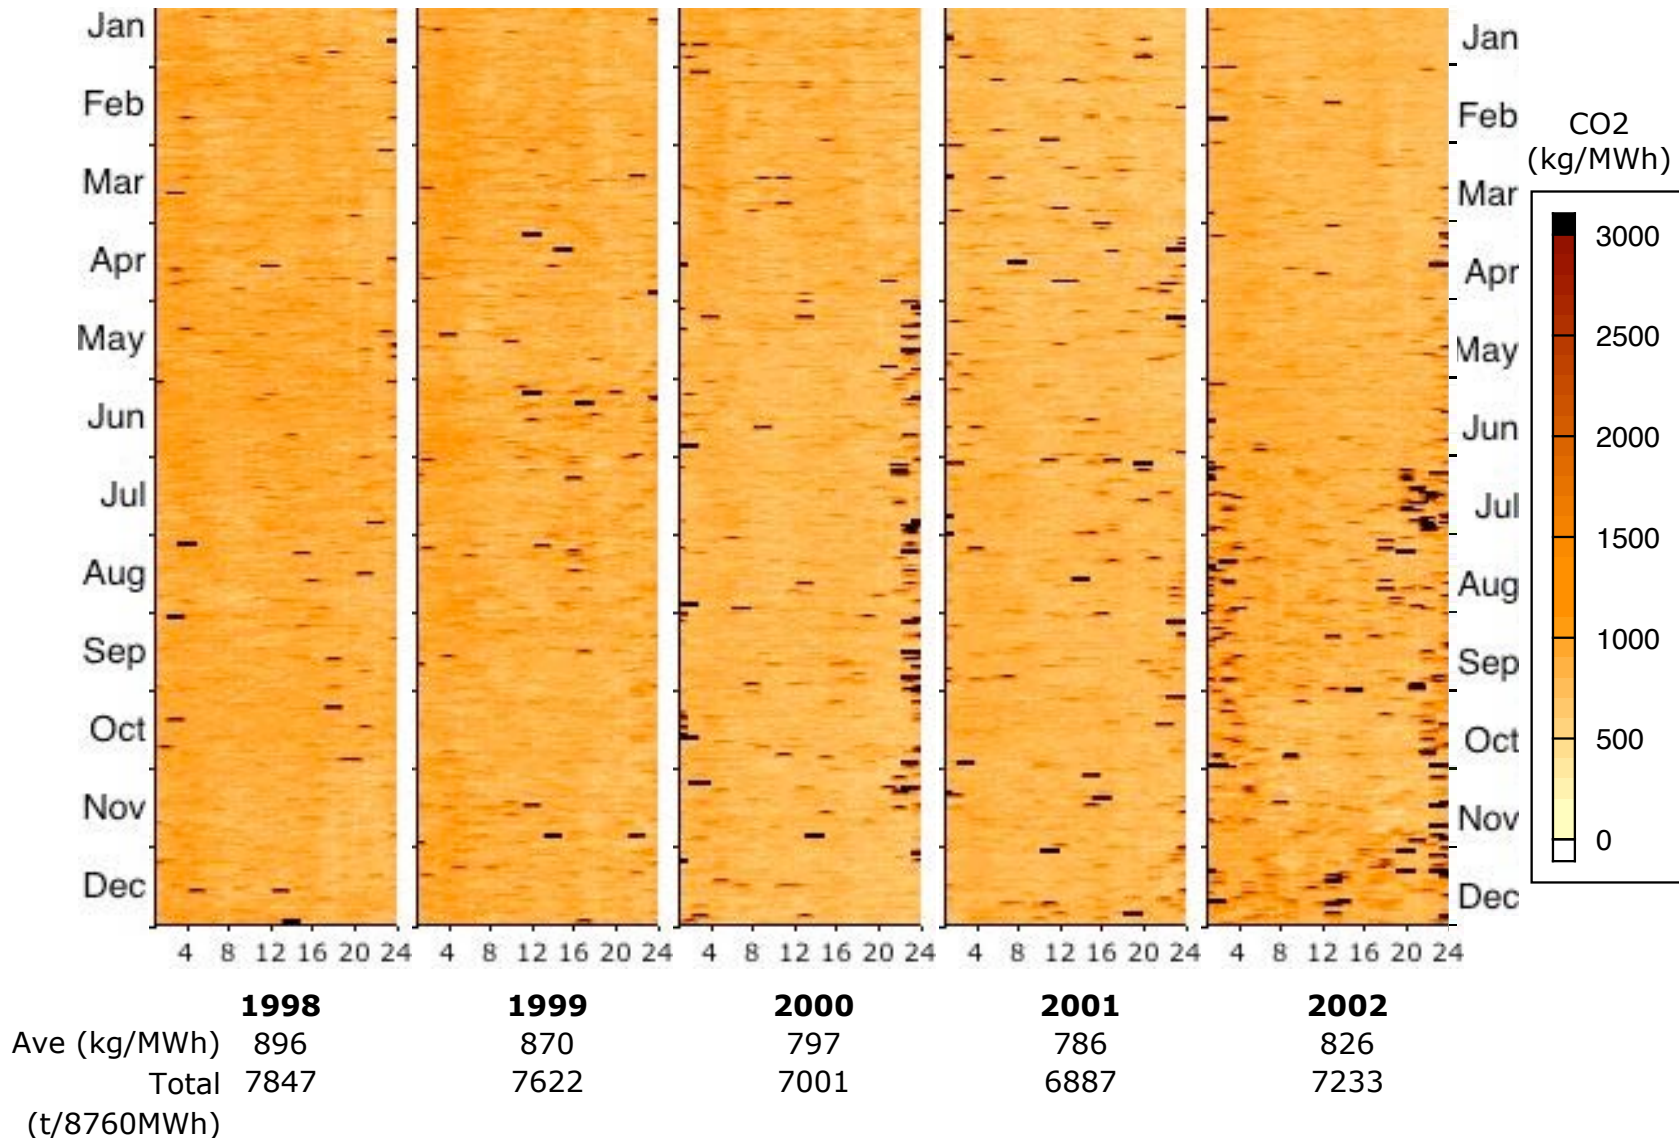 Jan
Feb
Mar
Apr
May
Jun
Jul
Aug
Sep
Oct
Nov
Dec
Jan
Feb
Mar
Apr
May
Jun
Jul
Aug
Sep
Oct
Nov
Dec
CO2
(kg/MWh)
3000
2500
2000
1500
1000
500
0
4 8 12 16 20 24 4 8 12 16 20 24 4 8 12 16 20 24 4 8 12 16 20 24 4 8 12 16 20 24
1998 1999 2000 2001 2002
Ave (kg/MWh) 896 870 797 786 826
Total 7847 7622 7001 6887 7233
(t/8760MWh)